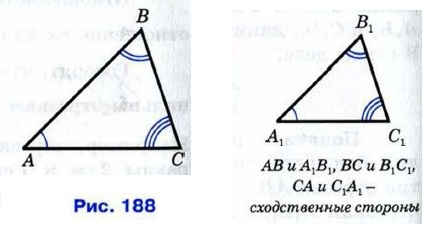 B
A
C
Рис. 188
B₁
A₁
C₁
AB и A₁B₁, BC и B₁C₁,
CA и C₁A₁ –
сходственные стороны